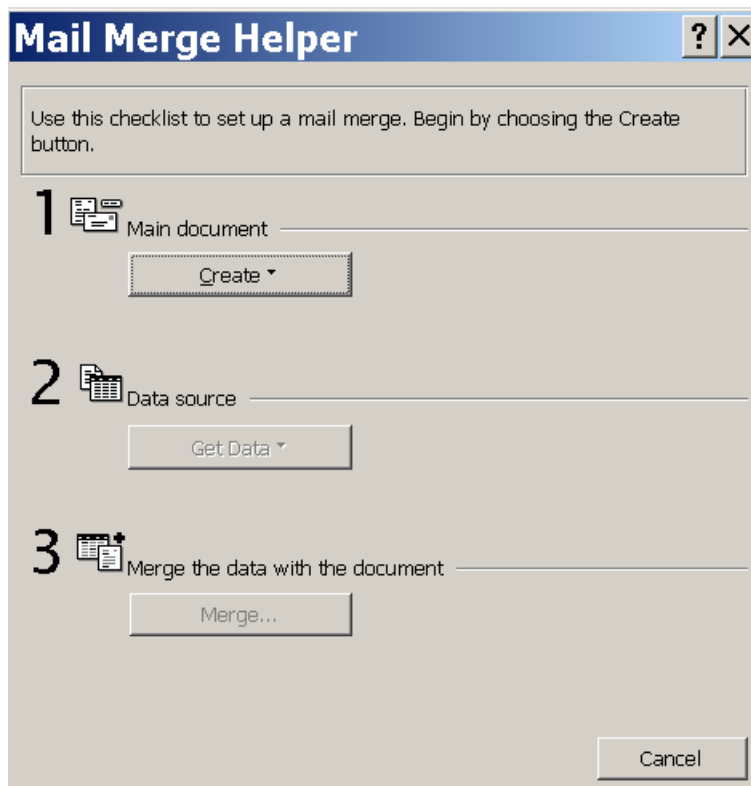 Mail Merge Helper
Use this checklist to set up a mail merge. Begin by choosing the Create
button.
1 Main document
Create
2 Data source
Get Data
3 Merge the data with the document
Merge...
Cancel